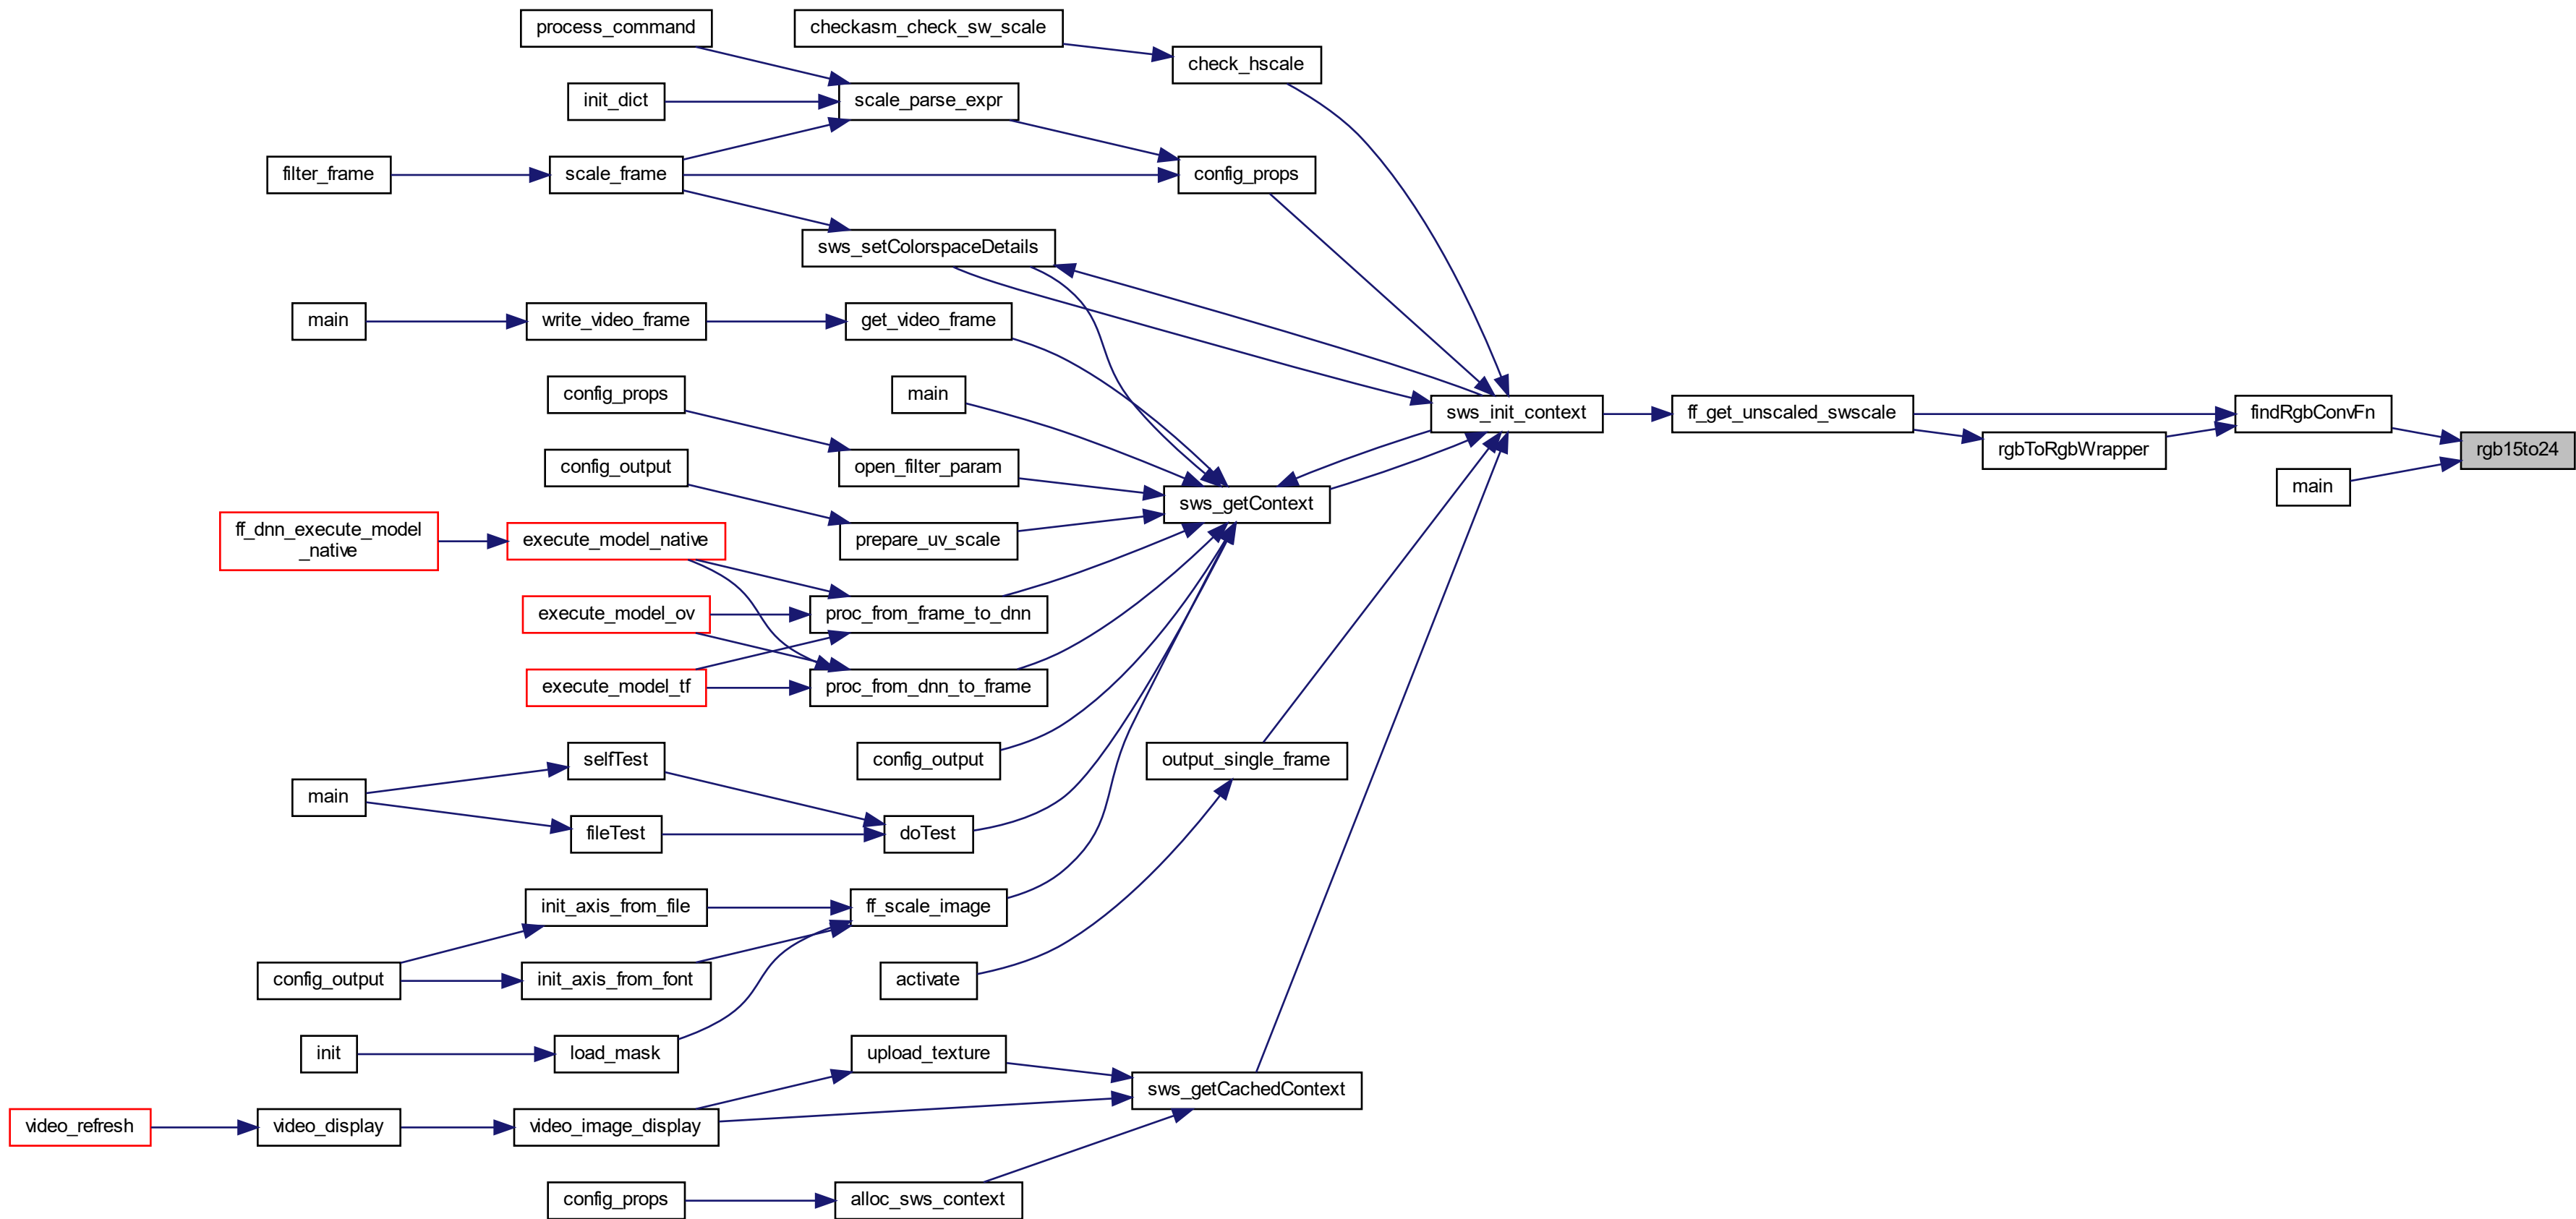 process_command
checkasm_check_sw_scale
check_hscale
init_dict
scale_parse_expr
filter_frame
scale_frame
config_props
sws_setColorspaceDetails
main
write_video_frame
get_video_frame
config_props
main
sws_init_context
ff_get_unscaled_swscale
findRgbConvFn
rgb15to24
rgbToRgbWrapper
main
config_output
open_filter_param
sws_getContext
ff_dnn_execute_model
_native
execute_model_native
prepare_uv_scale
execute_model_ov
proc_from_frame_to_dnn
execute_model_tf
proc_from_dnn_to_frame
selfTest
config_output
output_single_frame
main
fileTest
doTest
init_axis_from_file
ff_scale_image
config_output
init_axis_from_font
activate
init
load_mask
upload_texture
sws_getCachedContext
video_refresh
video_display
video_image_display
config_props
alloc_sws_context